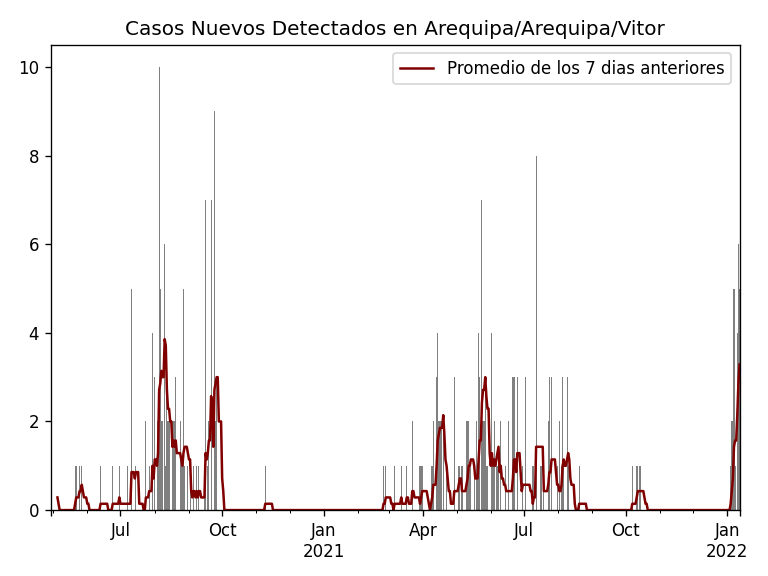 Casos Nuevos Detectados en Arequipa/Arequipa/Vitor
Promedio de los 7 dias anteriores
10
8
6
4
2
0
Jul
Oct
Jan
2021
Apr
Jul
Oct
Jan
2022